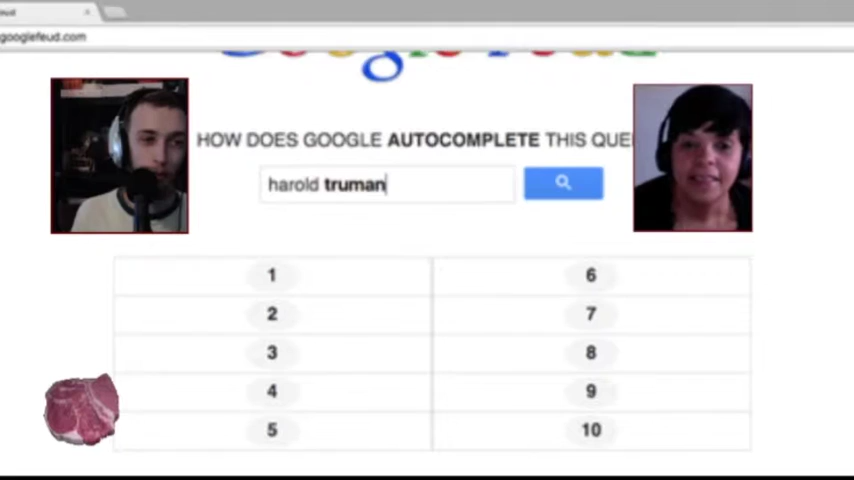 googlefeud.com
HOW DOES GOOGLE AUTOCOMPLETE THIS QUE
harold truman
1 6
2 7
3 8
4 9
5 10